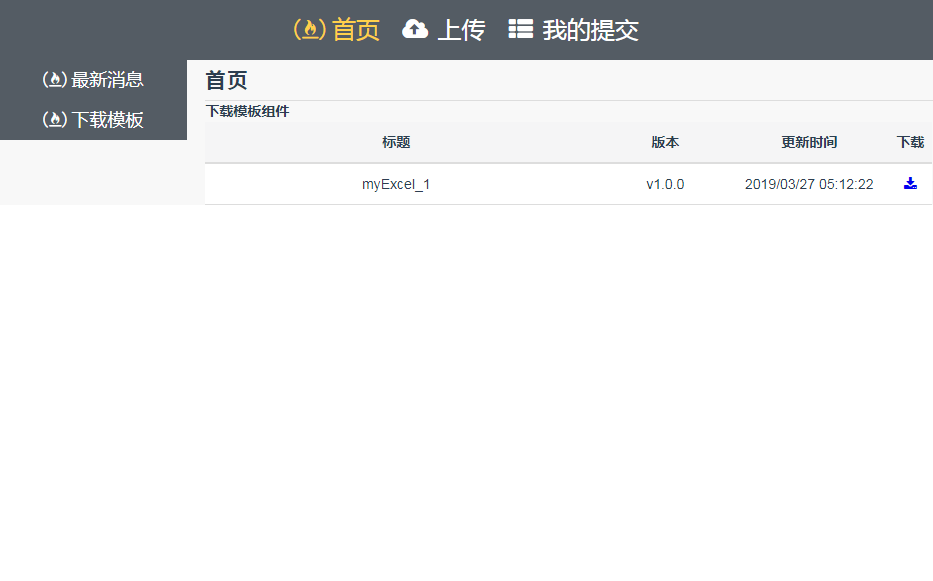 首页 上传 我的提交
最新消息
下载模板
首页
下载模板组件
标题 版本 更新时间 下载
myExcel_1 v1.0.0 2019/03/27 05:12:22